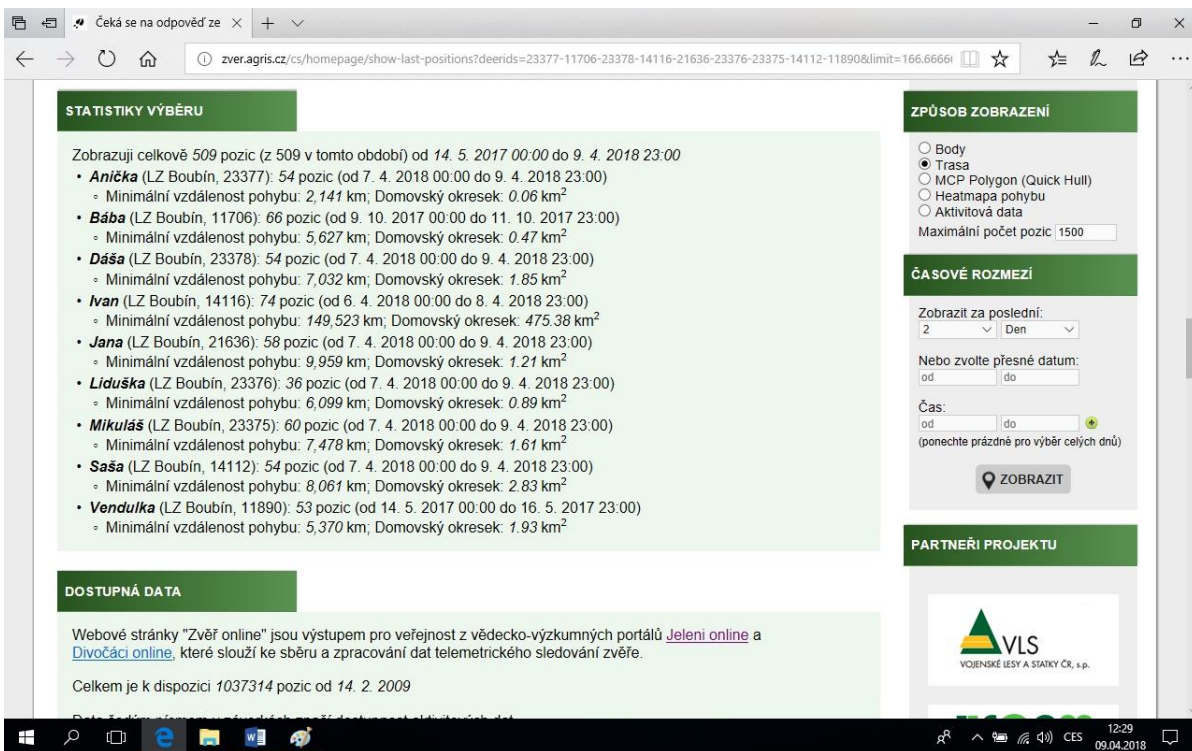 Čeká se na odpověď ze
zver.agris.cz/cs/homepage/show-last-positions?deerids=23377-11706-23378-14116-21636-23376-23375-14112-11890&limit=166.6666
STATISTIKY VÝBĚRU
Zobrazuji celkově 509 pozic (z 509 v tomto období) od 14. 5. 2017 00:00 do 9. 4. 2018 23:00
• Anička (LZ Boubín, 23377): 54 pozic (od 7. 4. 2018 00:00 do 9. 4. 2018 23:00)
◦ Minimální vzdálenost pohybu: 2,141 km; Domovský okresek: 0.06 km²
• Bába (LZ Boubín, 11706): 66 pozic (od 9. 10. 2017 00:00 do 11. 10. 2017 23:00)
◦ Minimální vzdálenost pohybu: 5,627 km; Domovský okresek: 0.47 km²
• Dáša (LZ Boubín, 23378): 54 pozic (od 7. 4. 2018 00:00 do 9. 4. 2018 23:00)
◦ Minimální vzdálenost pohybu: 7,032 km; Domovský okresek: 1.85 km²
• Ivan (LZ Boubín, 14116): 74 pozic (od 6. 4. 2018 00:00 do 8. 4. 2018 23:00)
◦ Minimální vzdálenost pohybu: 149,523 km; Domovský okresek: 475.38 km²
• Jana (LZ Boubín, 21636): 58 pozic (od 7. 4. 2018 00:00 do 9. 4. 2018 23:00)
◦ Minimální vzdálenost pohybu: 9,959 km; Domovský okresek: 1.21 km²
• Liduška (LZ Boubín, 23376): 36 pozic (od 7. 4. 2018 00:00 do 9. 4. 2018 23:00)
◦ Minimální vzdálenost pohybu: 6,099 km; Domovský okresek: 0.89 km²
• Mikuláš (LZ Boubín, 23375): 60 pozic (od 7. 4. 2018 00:00 do 9. 4. 2018 23:00)
◦ Minimální vzdálenost pohybu: 7,478 km; Domovský okresek: 1.61 km²
• Saša (LZ Boubín, 14112): 54 pozic (od 7. 4. 2018 00:00 do 9. 4. 2018 23:00)
◦ Minimální vzdálenost pohybu: 8,061 km; Domovský okresek: 2.83 km²
• Vendulka (LZ Boubín, 11890): 53 pozic (od 14. 5. 2017 00:00 do 16. 5. 2017 23:00)
◦ Minimální vzdálenost pohybu: 5,370 km; Domovský okresek: 1.93 km²
DOSTUPNÁ DATA
Webové stránky "Zvěř online" jsou výstupem pro veřejnost z vědecko-výzkumných portálů Jeleni online a
Divočáci online, které slouží ke sběru a zpracování dat telemetrického sledování zvěře.
Celkem je k dispozici 1037314 pozic od 14. 2. 2009
ZPŮSOB ZOBRAZENÍ
Body
Trasa
MCP Polygon (Quick Hull)
Heatmapa pohybu
Aktivitová data
Maximální počet pozic 1500
ČASOVÉ ROZMEZÍ
Zobrazit za poslední:
2 Den
Nebo zvolte přesné datum:
od do
Čas:
od do
(ponechte prázdné pro výběr celých dnů)
ZOBRAZIT
PARTNEŘI PROJEKTU
VLS
VOJENSKÉ LESY A STATKY ČR, s.p.
CES
12:29
09.04.2018